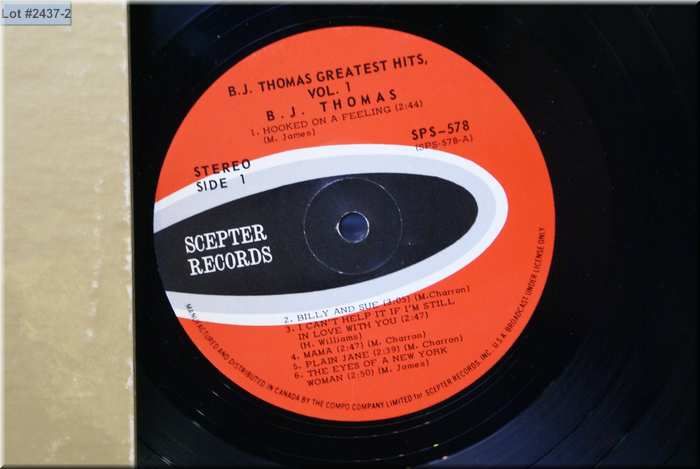 Lot #2437-2
B.J. THOMAS GREATEST HITS,
VOL. 1
B. J. THOMAS
1. HOOKED ON A FEELING (2:44)
(M. James)
SPS-578
(SPS-578-A)
STEREO
SIDE 1
SCEPTER
RECORDS
2. BILLY AND SUE (3:05) (M.Charron)
3. I CAN'T HELP IT IF I'M STILL
IN LOVE WITH YOU (2:47)
(H. Williams)
4. MAMA (2:47) (M. Charron)
5. PLAIN JANE (2:39) (M. Charron)
6. THE EYES OF A NEW YORK
WOMAN (2:50) (M. James)
MANUFACTURED AND DISTRIBUTED IN CANADA BY THE COMPO COMPANY LIMITED for SCEPTER RECORDS, INC. U.S.A. BROADCAST UNDER LICENSE ONLY